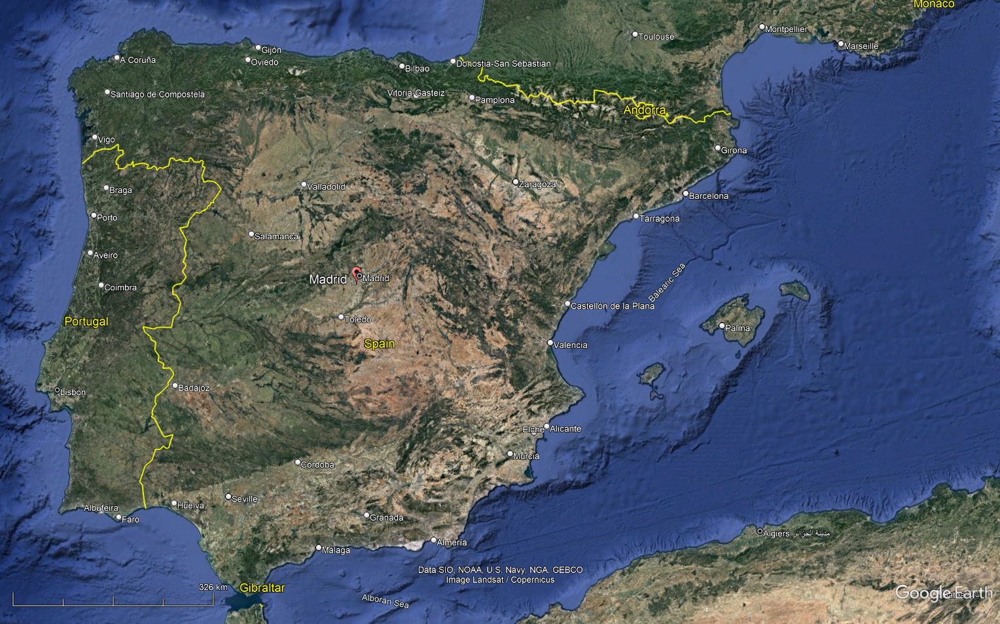 Monaco
Toulouse
Montpellier
Marseille
Gijón
A Coruña
Oviedo
Bilbao
Donostia-San Sebastian
Santiago de Compostela
Vitoria-Gasteiz
Pamplona
Andorra
Vigo
Girona
Braga
Valladolid
Zaragoza
Barcelona
Porto
Tarragona
Salamanca
Aveiro
Madrid
Madrid
Balearic Sea
Coimbra
Castellón de la Plana
Portugal
Toledo
Palma
Spain
Valencia
Lisbon
Badajoz
Elche
Alicante
Murcia
Córdoba
Seville
Albufeira
Huelva
Faro
Granada
Algiers مدينة الجزائر
Almería
Málaga
Data SIO, NOAA, U.S. Navy, NGA, GEBCO
Image Landsat / Copernicus
326 km
Gibraltar
Alboran Sea
Google Earth